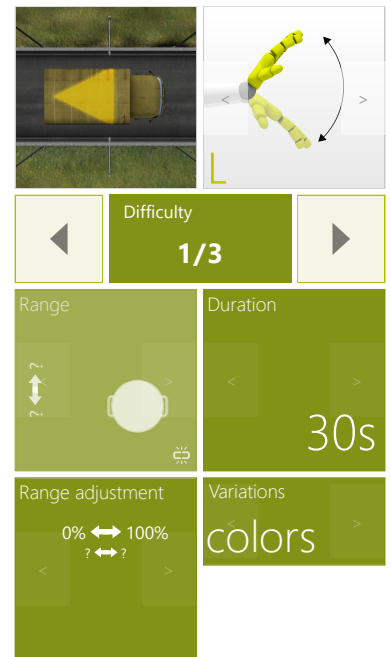 L
Difficulty
1/3
Range
?
?
Duration
30s
Range adjustment
0% 100%
? ?
Variations
colors